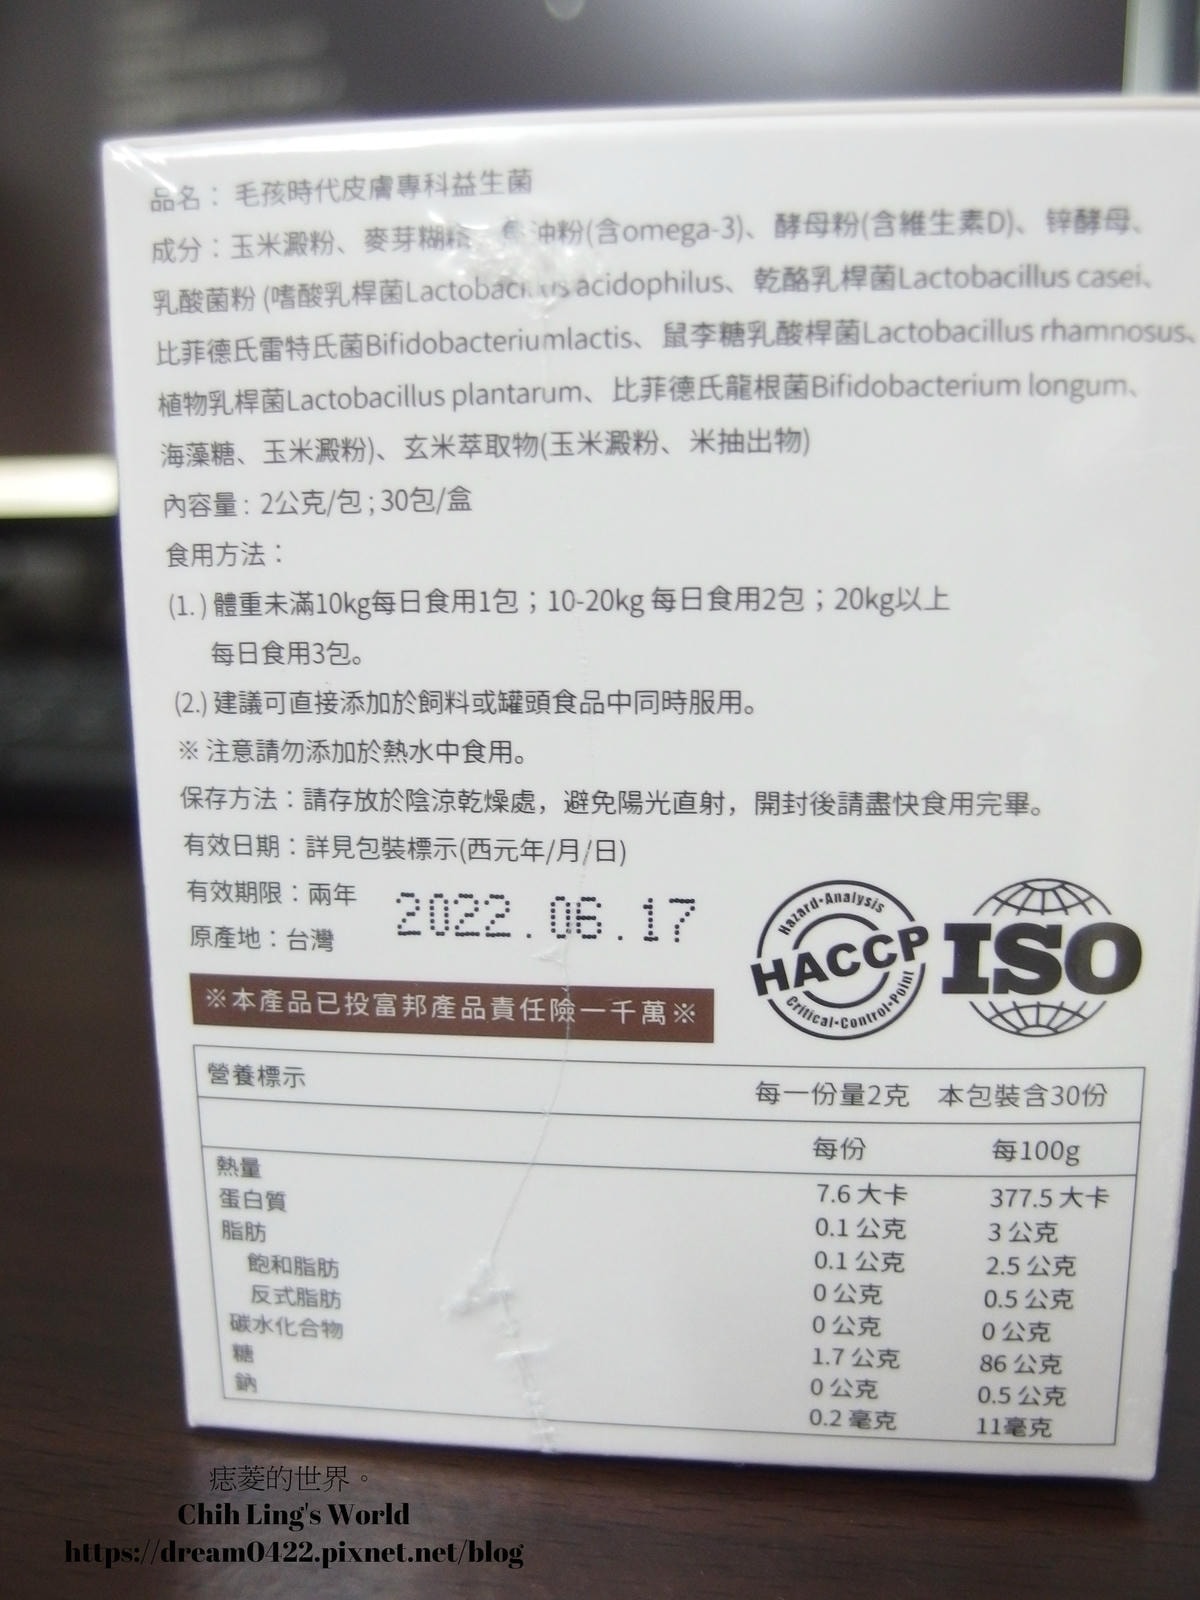 品名：毛孩時代皮膚專科益生菌
成分：玉米澱粉、麥芽糊精、魚油粉(含omega-3)、酵母粉(含維生素D)、锌酵母、
乳酸菌粉 (嗜酸乳桿菌Lactobacillus acidophilus、乾酪乳桿菌Lactobacillus casei、
比菲德氏雷特氏菌Bifidobacteriumlactis、鼠李糖乳酸桿菌Lactobacillus rhamnosus、
植物乳桿菌Lactobacillus plantarum、比菲德氏龍根菌Bifidobacterium longum、
海藻糖、玉米澱粉)、玄米萃取物(玉米澱粉、米抽出物)
內容量：2公克/包；30包/盒
食用方法：
(1.) 體重未滿10kg每日食用1包；10-20kg 每日食用2包；20kg以上
每日食用3包。
(2.) 建議可直接添加於飼料或罐頭食品中同時服用。
※ 注意請勿添加於熱水中食用。
保存方法：請存放於陰涼乾燥處，避免陽光直射，開封後請盡快食用完畢。
有效日期：詳見包裝標示(西元年/月/日)
有效期限：兩年
2022.06.17
原產地：台灣
Hazard·Analysis
HACCP
Critical·Control·Point
ISO
※本產品已投富邦產品責任險一千萬※
營養標示 每一份量2克 本包裝含30份
每份 每100g
熱量 7.6 大卡 377.5 大卡
蛋白質 0.1 公克 3 公克
脂肪 0.1 公克 2.5 公克
飽和脂肪 0 公克 0.5 公克
反式脂肪 0 公克 0 公克
碳水化合物 1.7 公克 86 公克
糖 0 公克 0.5 公克
鈉 0.2 毫克 11毫克
痣菱的世界。
Chih Ling's World
https://dream0422.pixnet.net/blog